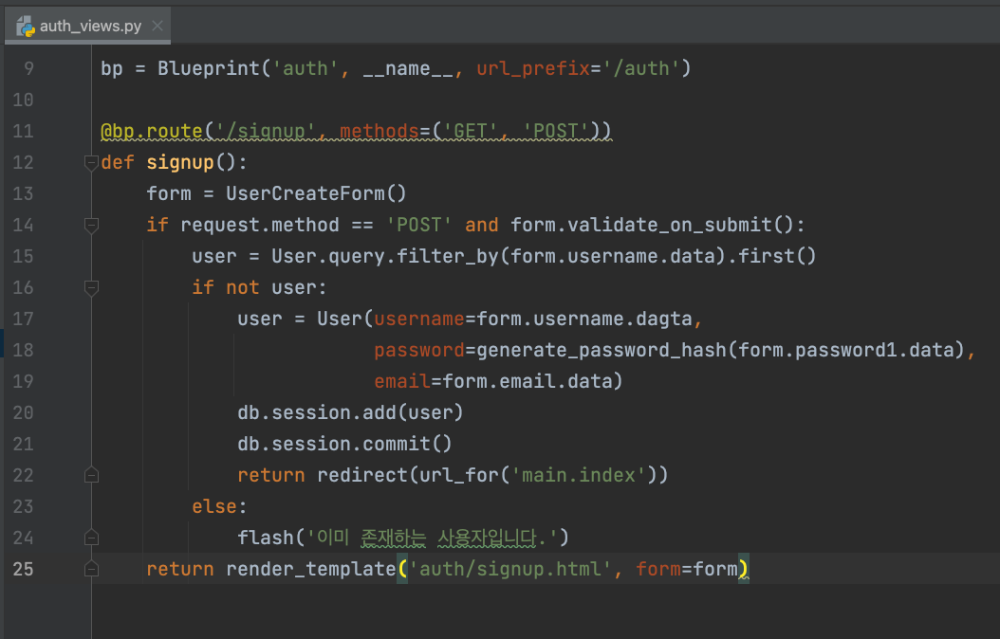 auth_views.py
9 bp = Blueprint('auth', __name__, url_prefix='/auth')
10
11 @bp.route('/signup', methods=('GET', 'POST'))
12 def signup():
13     form = UserCreateForm()
14     if request.method == 'POST' and form.validate_on_submit():
15         user = User.query.filter_by(form.username.data).first()
16         if not user:
17             user = User(username=form.username.dagta,
18                         password=generate_password_hash(form.password1.data),
19                         email=form.email.data)
20             db.session.add(user)
21             db.session.commit()
22             return redirect(url_for('main.index'))
23         else:
24             flash('이미 존재하는 사용자입니다.')
25     return render_template('auth/signup.html', form=form)